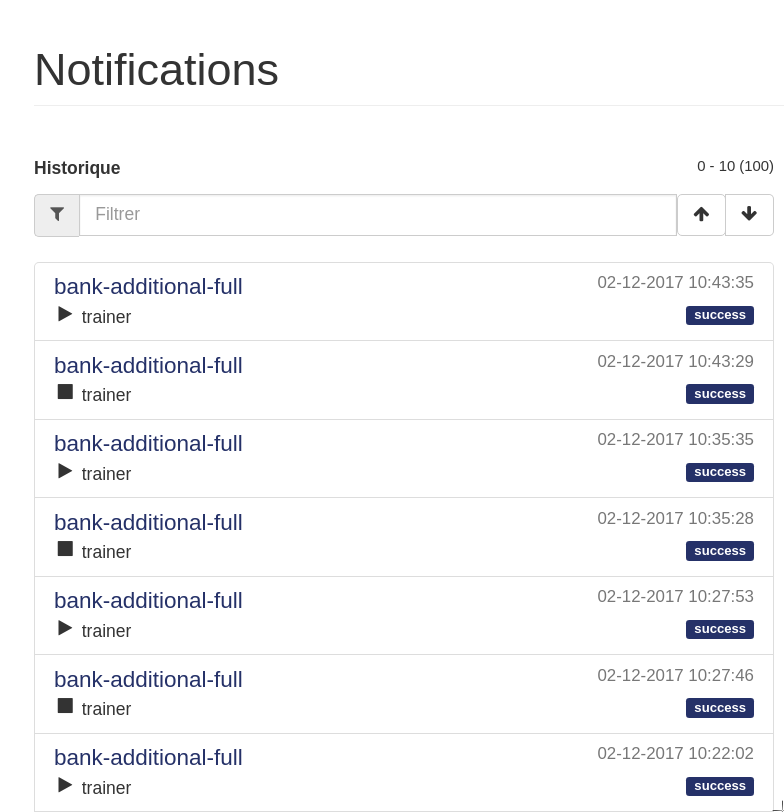 Notifications
Historique
0 - 10 (100)
Filtrer
bank-additional-full
02-12-2017 10:43:35
trainer
success
bank-additional-full
02-12-2017 10:43:29
trainer
success
bank-additional-full
02-12-2017 10:35:35
trainer
success
bank-additional-full
02-12-2017 10:35:28
trainer
success
bank-additional-full
02-12-2017 10:27:53
trainer
success
bank-additional-full
02-12-2017 10:27:46
trainer
success
bank-additional-full
02-12-2017 10:22:02
trainer
success